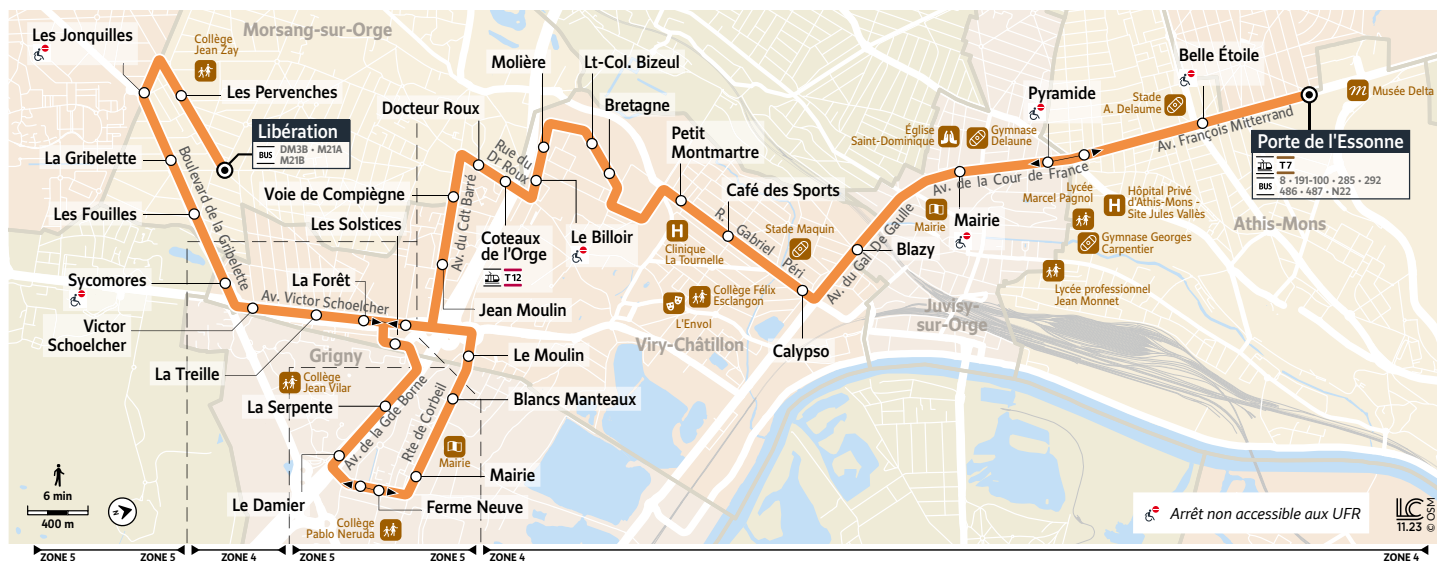 Les Jonquilles
Collège
Jean Zay
Morsang-sur-Orge
Les Pervenches
Libération
BUS
DM3B • M21A
M21B
La Gribelette
Boulevard de la Gribelette
Les Fouilles
Sycomores
Victor
Schoelcher
Av. Victor Schoelcher
La Treille
La Forêt
Les Solstices
Grigny
Collège
Jean Vilar
La Serpente
Av. de la Gde Borne
Le Damier
Collège
Pablo Neruda
Ferme Neuve
Mairie
Mairie
Rte de Corbeil
Blancs Manteaux
Le Moulin
Jean Moulin
Av. du Cdt Barré
Voie de Compiègne
Docteur Roux
Coteaux
de l'Orge
T12
Rue du
Dr Roux
Le Billoir
Molière
Lt-Col. Bizeul
Bretagne
Petit
Montmartre
Clinique
La Tournelle
Café des Sports
R. Gabriel Péri
Stade Maquin
Collège Félix
Esclangon
L'Envol
Viry-Châtillon
Calypso
Av. du Gal De Gaulle
Blazy
Juvisy-
sur-Orge
Mairie
Mairie
Église
Saint-Dominique
Gymnase
Delaune
Av. de la Cour de France
Pyramide
Lycée
Marcel Pagnol
Hôpital Privé
d'Athis-Mons -
Site Jules Vallès
Gymnase Georges
Carpentier
Lycée professionnel
Jean Monnet
Stade
A. Delaume
Belle Étoile
Av. François Mitterrand
Musée Delta
Porte de l'Essonne
T7
BUS
8 • 191-100 • 285 • 292
486 • 487 • N22
Athis-Mons
6 min
400 m
Arrêt non accessible aux UFR
LC
11.23
© OSM
ZONE 5
ZONE 5
ZONE 4
ZONE 5
ZONE 5
ZONE 4
ZONE 4